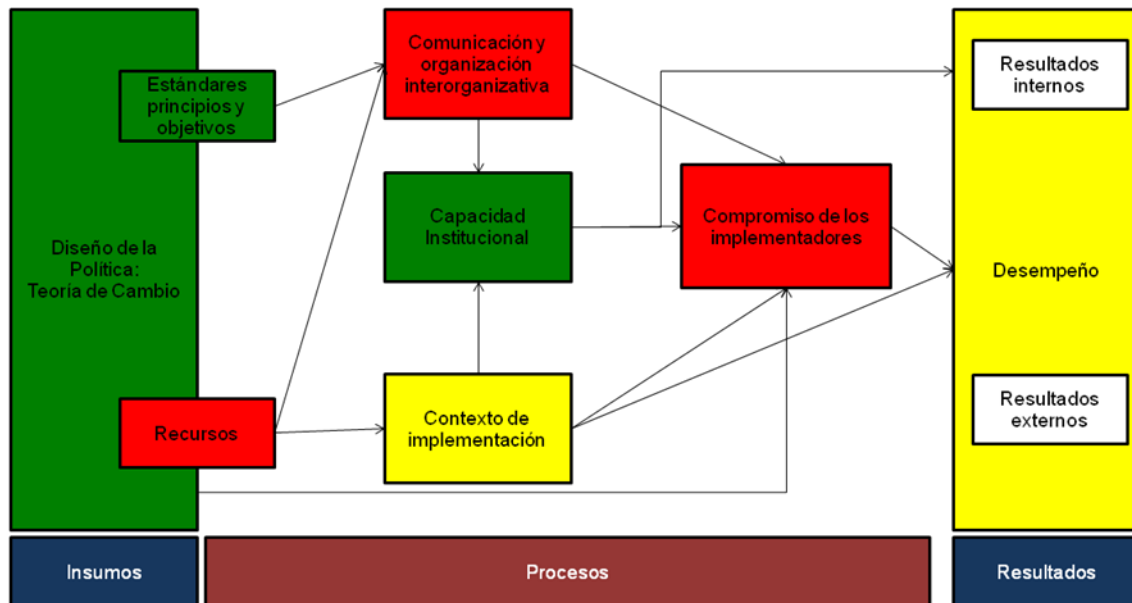 Diseño de la
Política:
Teoría de Cambio
Estándares
principios y
objetivos
Recursos
Comunicación y
organización
interorganizativa
Capacidad
Institucional
Contexto de
implementación
Compromiso de los
implementadores
Resultados
internos
Desempeño
Resultados
externos
Insumos
Procesos
Resultados